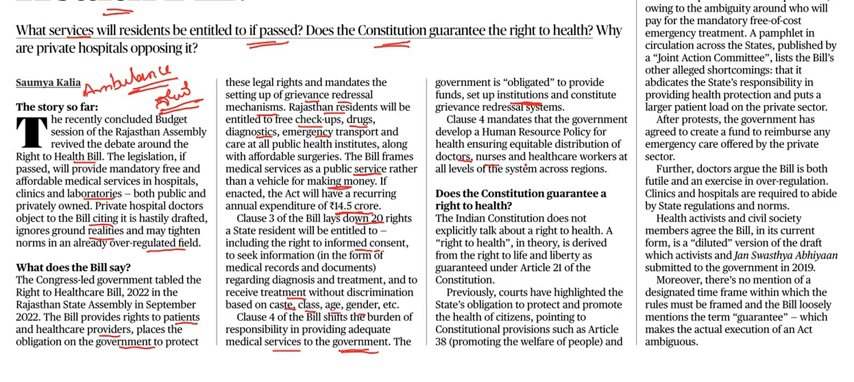 What services will residents be entitled to if passed? Does the Constitution guarantee the right to health? Why
are private hospitals opposing it?
Saumya Kalia
Ambulance
The story so far:
The recently concluded Budget
session of the Rajasthan Assembly
revived the debate around the
Right to Health Bill. The legislation, if
passed, will provide mandatory free and
affordable medical services in hospitals,
clinics and laboratories – both public and
privately owned. Private hospital doctors
object to the Bill citing it is hastily drafted,
ignores ground realities and may tighten
norms in an already over-regulated field.
What does the Bill say?
The Congress-led government tabled the
Right to Healthcare Bill, 2022 in the
Rajasthan State Assembly in September
2022. The Bill provides rights to patients
and healthcare providers, places the
obligation on the government to protect
these legal rights and mandates the
setting up of grievance redressal
mechanisms. Rajasthan residents will be
entitled to free check-ups, drugs,
diagnostics, emergency transport and
care at all public health institutes, along
with affordable surgeries. The Bill frames
medical services as a public service rather
than a vehicle for making money. If
enacted, the Act will have a recurring
annual expenditure of ₹14.5 crore.
Clause 3 of the Bill lays down 20 rights
a State resident will be entitled to –
including the right to informed consent,
to seek information (in the form of
medical records and documents)
regarding diagnosis and treatment, and to
receive treatment without discrimination
based on caste, class, age, gender, etc.
Clause 4 of the Bill shifts the burden of
responsibility in providing adequate
medical services to the government. The
government is “obligated” to provide
funds, set up institutions and constitute
grievance redressal systems.
Clause 4 mandates that the government
develop a Human Resource Policy for
health ensuring equitable distribution of
doctors, nurses and healthcare workers at
all levels of the system across regions.
Does the Constitution guarantee a
right to health?
The Indian Constitution does not
explicitly talk about a right to health. A
“right to health”, in theory, is derived
from the right to life and liberty as
guaranteed under Article 21 of the
Constitution.
Previously, courts have highlighted the
State’s obligation to protect and promote
the health of citizens, pointing to
Constitutional provisions such as Article
38 (promoting the welfare of people) and
owing to the ambiguity around who will
pay for the mandatory free-of-cost
emergency treatment. A pamphlet in
circulation across the States, published by
a “Joint Action Committee”, lists the Bill’s
other alleged shortcomings: that it
abdicates the State’s responsibility in
providing health protection and puts a
larger patient load on the private sector.
After protests, the government has
agreed to create a fund to reimburse any
emergency care offered by the private
sector.
Further, doctors argue the Bill is both
futile and an exercise in over-regulation.
Clinics and hospitals are required to abide
by State regulations and norms.
Health activists and civil society
members agree the Bill, in its current
form, is a “diluted” version of the draft
which activists and Jan Swasthya Abhiyaan
submitted to the government in 2019.
Moreover, there’s no mention of a
designated time frame within which the
rules must be framed and the Bill loosely
mentions the term “guarantee” – which
makes the actual execution of an Act
ambiguous.